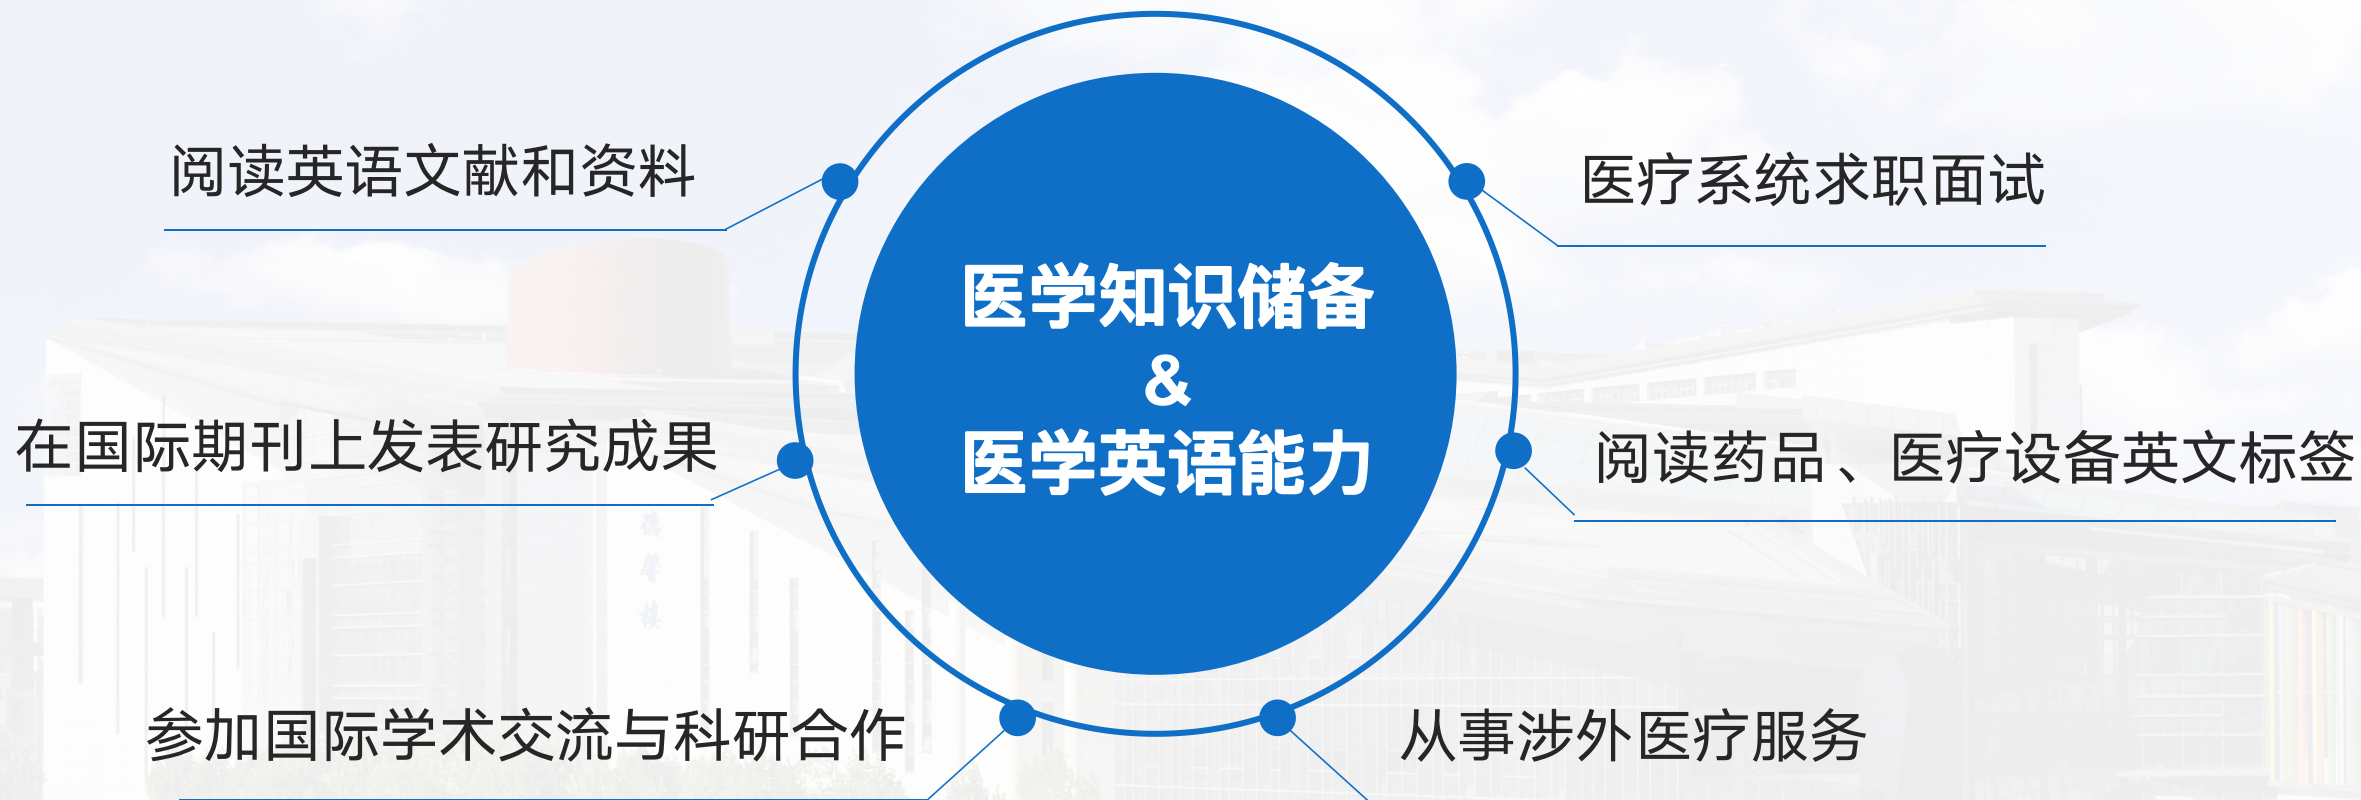 阅读英语文献和资料
医疗系统求职面试
医学知识储备
&
医学英语能力
在国际期刊上发表研究成果
阅读药品、医疗设备英文标签
德馨楼
参加国际学术交流与科研合作
从事涉外医疗服务